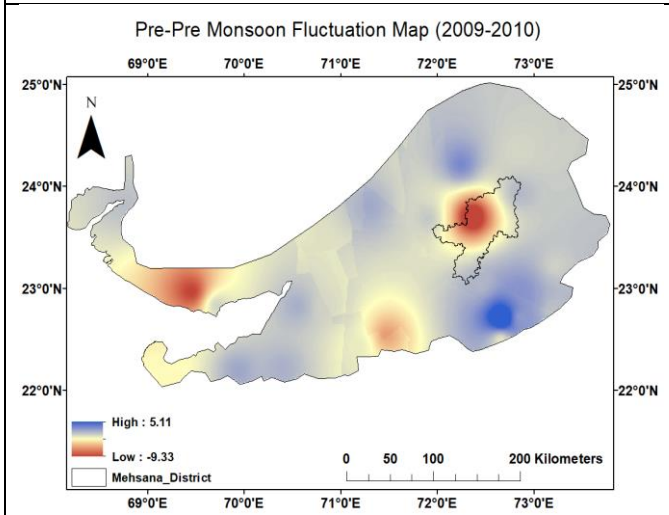 Pre-Pre Monsoon Fluctuation Map (2009-2010)
69°0'E 70°0'E 71°0'E 72°0'E 73°0'E
25°0'N 25°0'N
N
24°0'N 24°0'N
23°0'N 23°0'N
22°0'N 22°0'N
High : 5.11
Low : -9.33
Mehsana_District
0 50 100 200 Kilometers
69°0'E 70°0'E 71°0'E 72°0'E 73°0'E